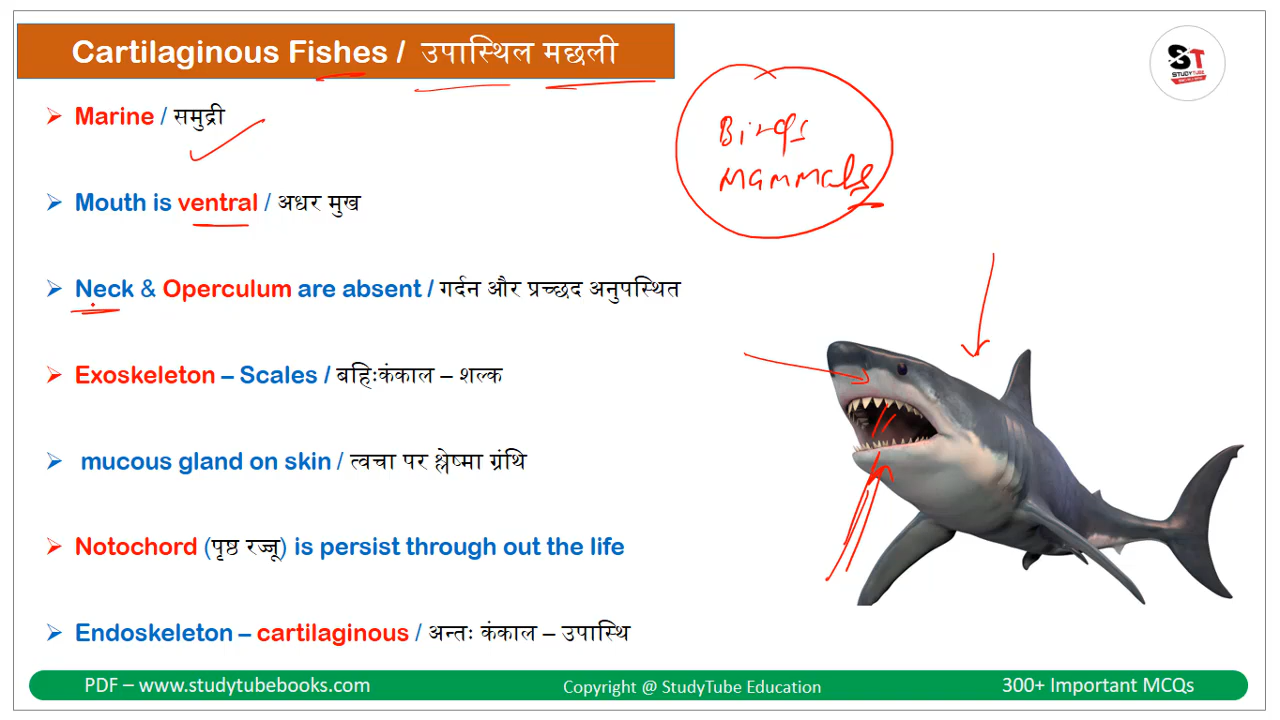 Cartilaginous Fishes / उपास्थिल मछली
ST
STUDYTUBE
Birds
Mammals
➢ Marine / समुद्री
➢ Mouth is ventral / अधर मुख
➢ Neck & Operculum are absent / गर्दन और प्रच्छद अनुपस्थित
➢ Exoskeleton – Scales / बहिःकंकाल – शल्क
➢ mucous gland on skin / त्वचा पर श्लेष्मा ग्रंथि
➢ Notochord (पृष्ठ रज्जू) is persist through out the life
➢ Endoskeleton – cartilaginous / अन्तः कंकाल – उपास्थि
PDF – www.studytubebooks.com
Copyright @ StudyTube Education
300+ Important MCQs